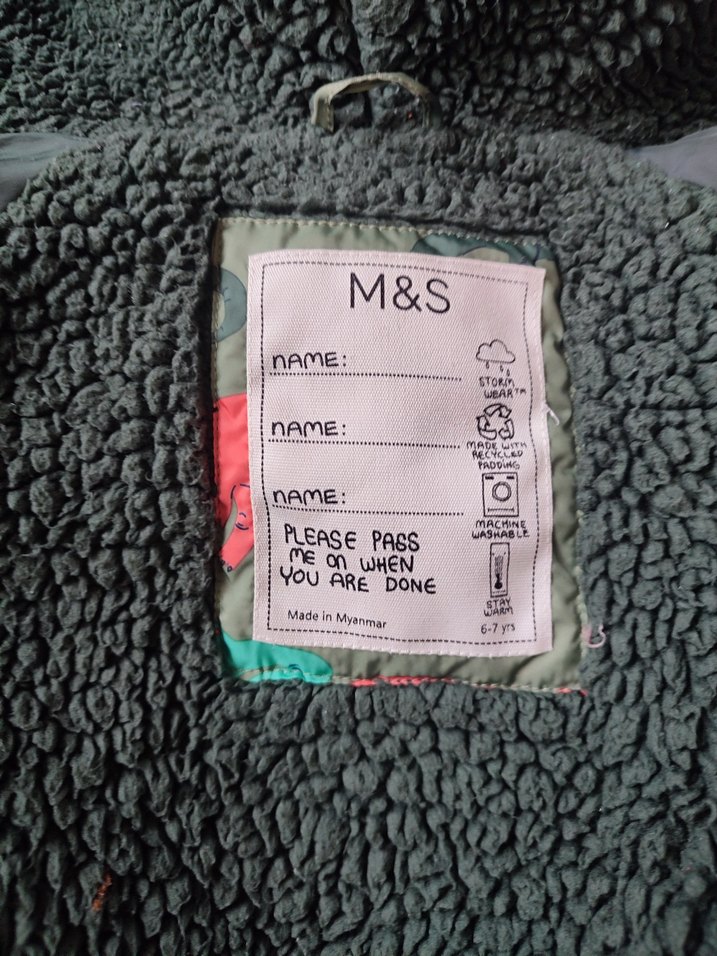 M&S
NAME:
NAME:
NAME:
PLEASE PASS
ME ON WHEN
YOU ARE DONE
Made in Myanmar
STORM
WEAR™
MADE WITH
RECYCLED
PADDING
MACHINE
WASHABLE
STAY
WARM
6-7 yrs